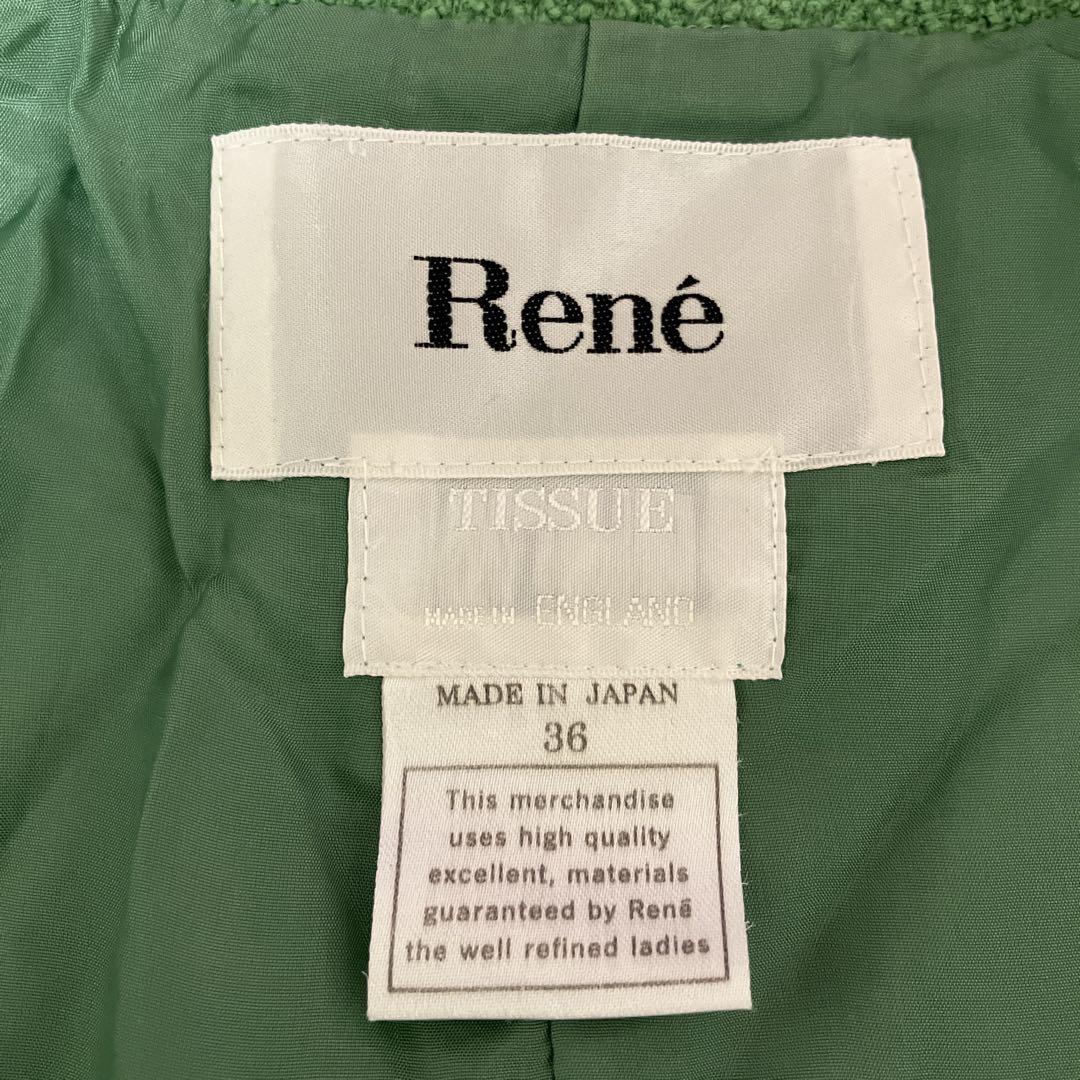 René
TISSUE
MADE IN ENGLAND
MADE IN JAPAN
36
This merchandise
uses high quality
excellent, materials
guaranteed by René
the well refined ladies